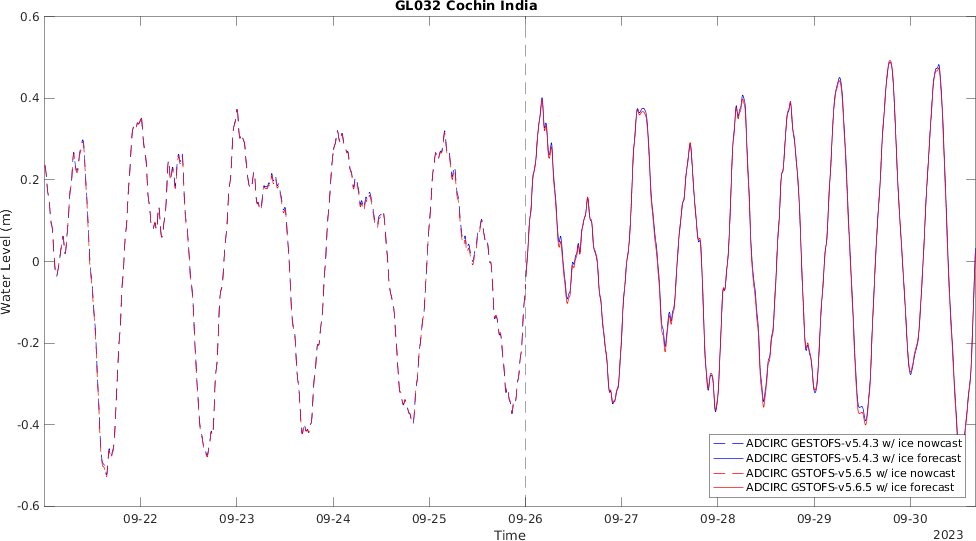 GL032 Cochin India
0.6
0.4
0.2
0
-0.2
-0.4
-0.6
Water Level (m)
ADCIRC GESTOFS-v5.4.3 w/ ice nowcast
ADCIRC GESTOFS-v5.4.3 w/ ice forecast
ADCIRC GSTOFS-v5.6.5 w/ ice nowcast
ADCIRC GSTOFS-v5.6.5 w/ ice forecast
09-22 09-23 09-24 09-25 09-26 09-27 09-28 09-29 09-30
Time
2023